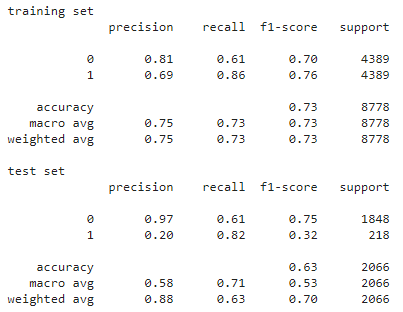 training set
precision recall f1-score support
0 0.81 0.61 0.70 4389
1 0.69 0.86 0.76 4389
accuracy 0.73 8778
macro avg 0.75 0.73 0.73 8778
weighted avg 0.75 0.73 0.73 8778
test set
precision recall f1-score support
0 0.97 0.61 0.75 1848
1 0.20 0.82 0.32 218
accuracy 0.63 2066
macro avg 0.58 0.71 0.53 2066
weighted avg 0.88 0.63 0.70 2066